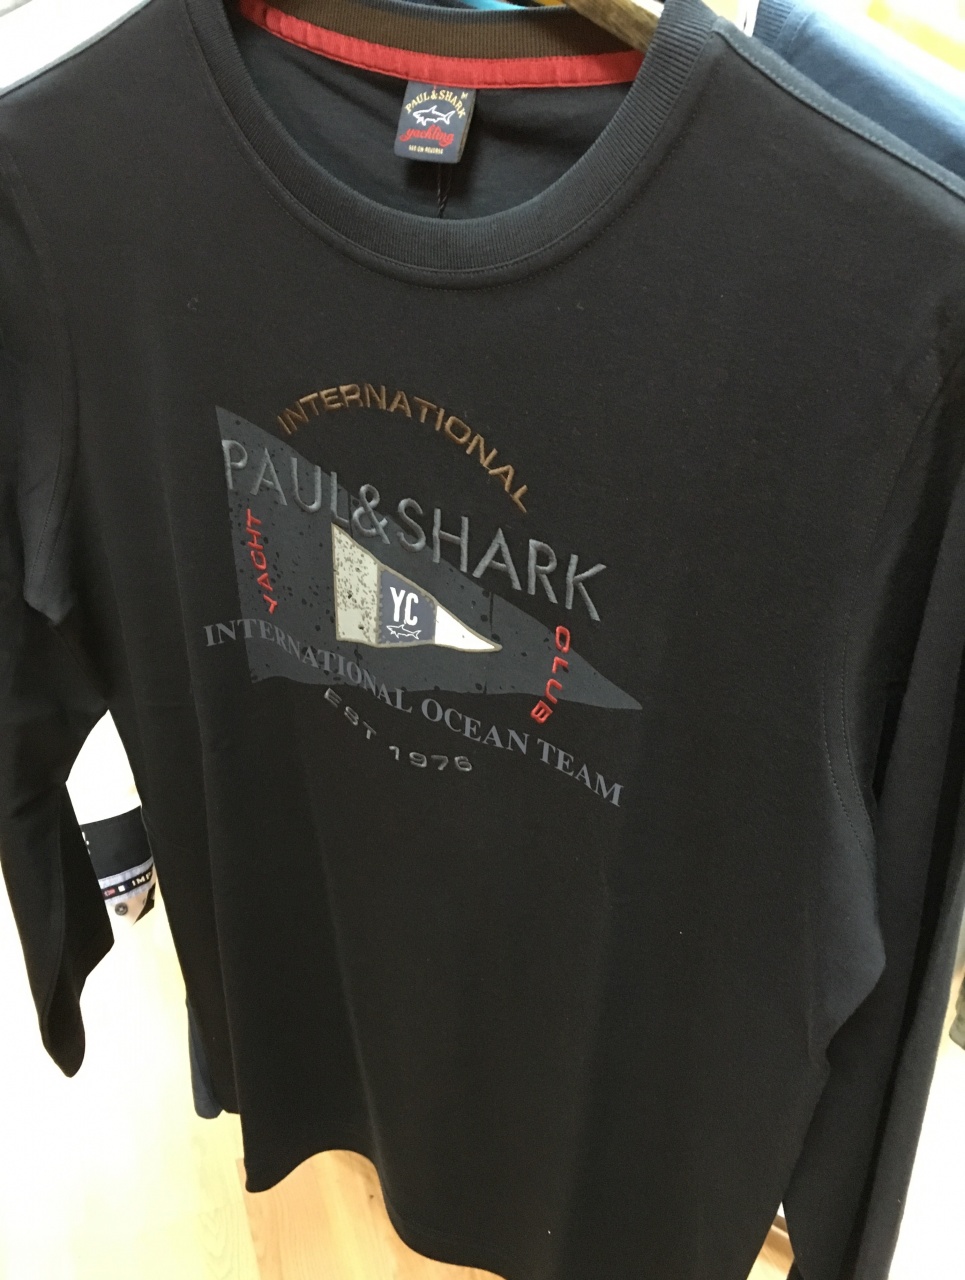 PAUL & SHARK
yachting
INTERNATIONAL
PAUL&SHARK
YACHT
YC
CLUB
INTERNATIONAL OCEAN TEAM
EST 1976